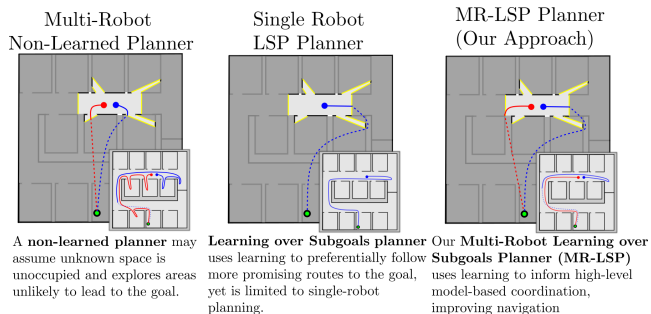 Multi-Robot
Non-Learned Planner
Single Robot
LSP Planner
MR-LSP Planner
(Our Approach)
A non-learned planner may
assume unknown space is
unoccupied and explores areas
unlikely to lead to the goal.
Learning over Subgoals planner
uses learning to preferentially follow
more promising routes to the goal,
yet is limited to single-robot
planning.
Our Multi-Robot Learning over
Subgoals Planner (MR-LSP)
uses learning to inform high-level
model-based coordination,
improving navigation